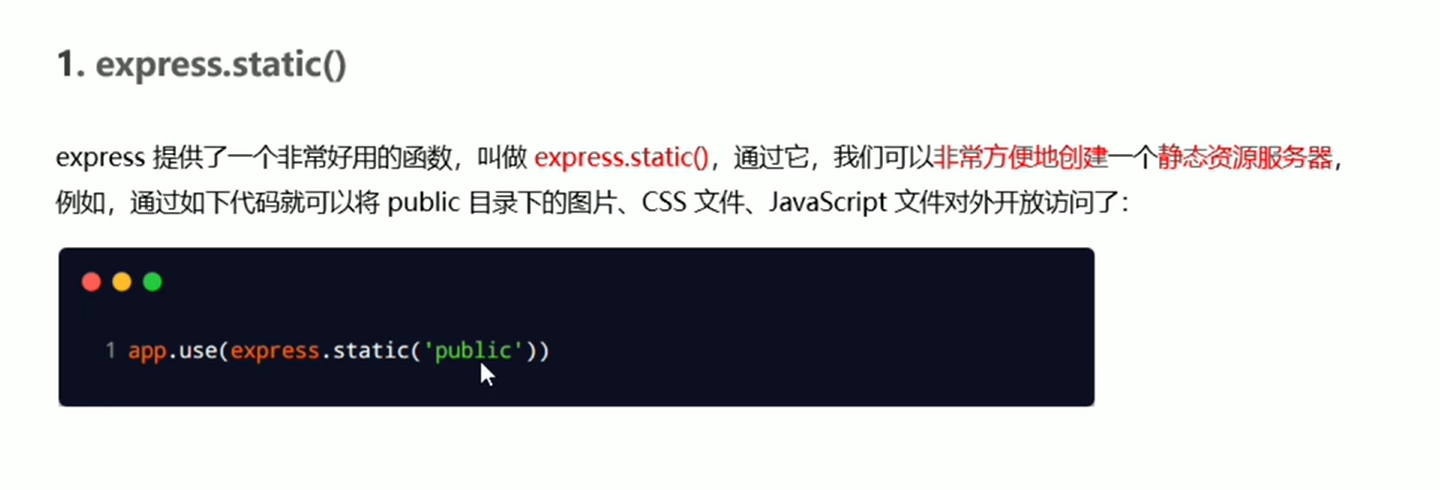 1. express.static()
express 提供了一个非常好用的函数，叫做 express.static()，通过它，我们可以非常方便地创建一个静态资源服务器，
例如，通过如下代码就可以将 public 目录下的图片、CSS 文件、JavaScript 文件对外开放访问了：
1 app.use(express.static('public'))